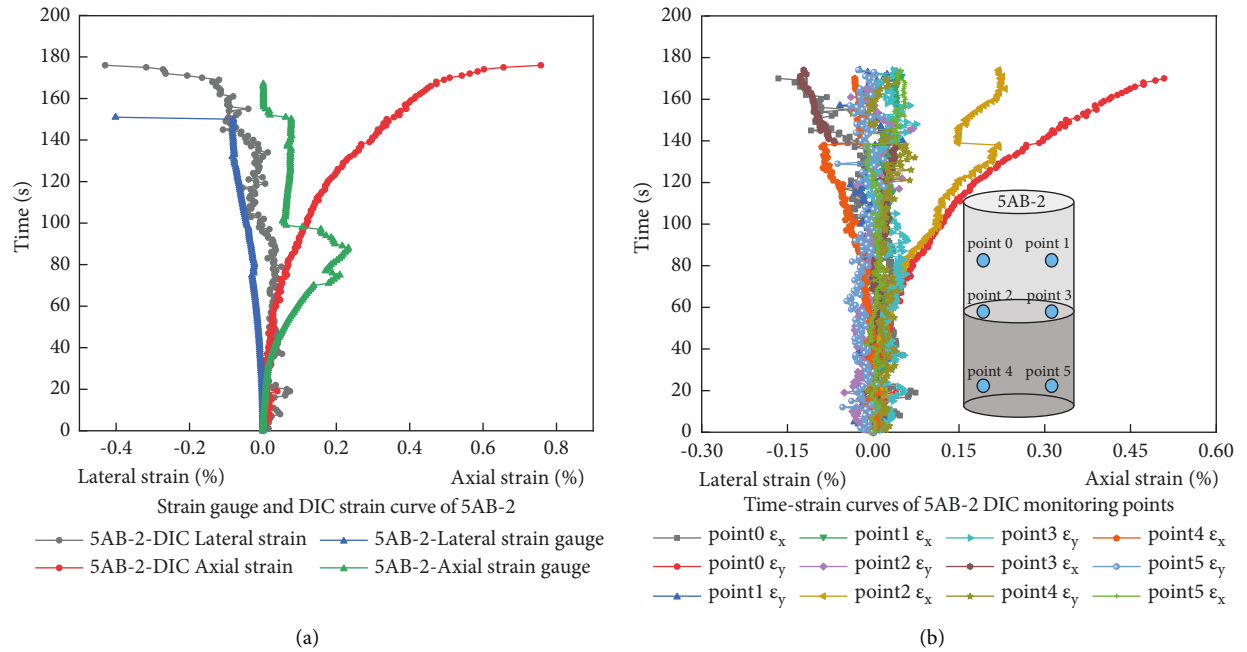 200
180
160
140
120
100
80
60
40
20
0
Time (s)
-0.4
-0.2
0.0
0.2
0.4
0.6
0.8
Lateral strain (%)
Axial strain (%)
Strain gauge and DIC strain curve of 5AB-2
5AB-2-DIC Lateral strain
5AB-2-Lateral strain gauge
5AB-2-DIC Axial strain
5AB-2-Axial strain gauge
(a)
200
180
160
140
120
100
80
60
40
20
0
Time (s)
5AB-2
point 0
point 1
point 2
point 3
point 4
point 5
-0.30
-0.15
0.00
0.15
0.30
0.45
0.60
Lateral strain (%)
Axial strain (%)
Time-strain curves of 5AB-2 DIC monitoring points
point0 εx
point1 εx
point3 εy
point4 εx
point0 εy
point2 εy
point3 εx
point5 εy
point1 εy
point2 εx
point4 εy
point5 εx
(b)